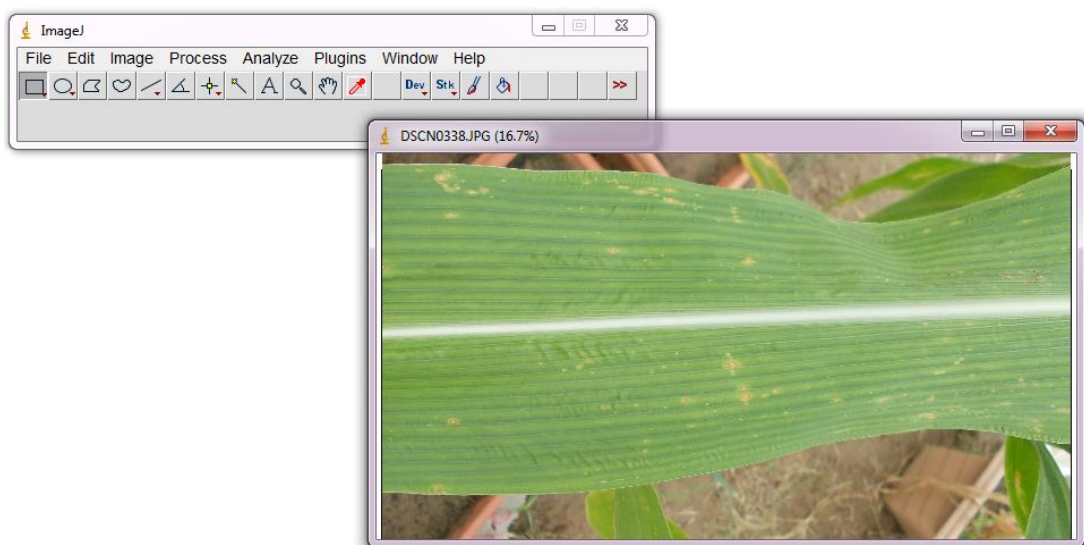 ImageJ
File Edit Image Process Analyze Plugins Window Help
A Dev Stk >>
DSCN0338.JPG (16.7%)